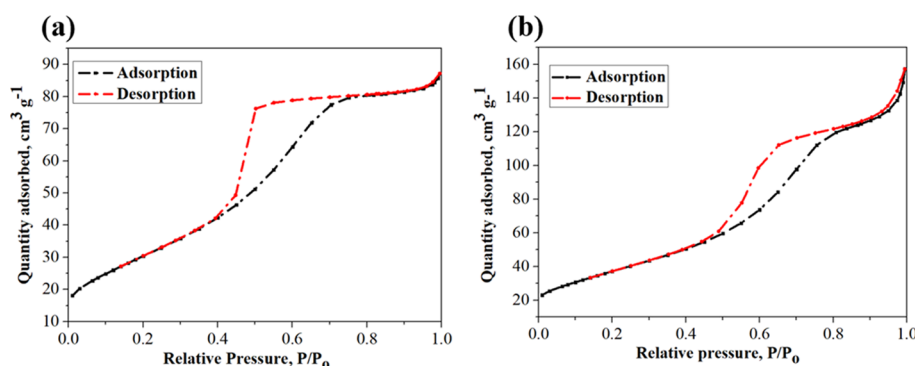 (a)
90
80
70
60
50
40
30
20
10
0.0 0.2 0.4 0.6 0.8 1.0
Quantity adsorbed, cm³ g⁻¹
Relative Pressure, P/Pₒ
Adsorption
Desorption
(b)
160
140
120
100
80
60
40
20
0.0 0.2 0.4 0.6 0.8 1.0
Quantity adsorbed, cm³ g-¹
Relative pressure, P/Pₒ
Adsorption
Desorption